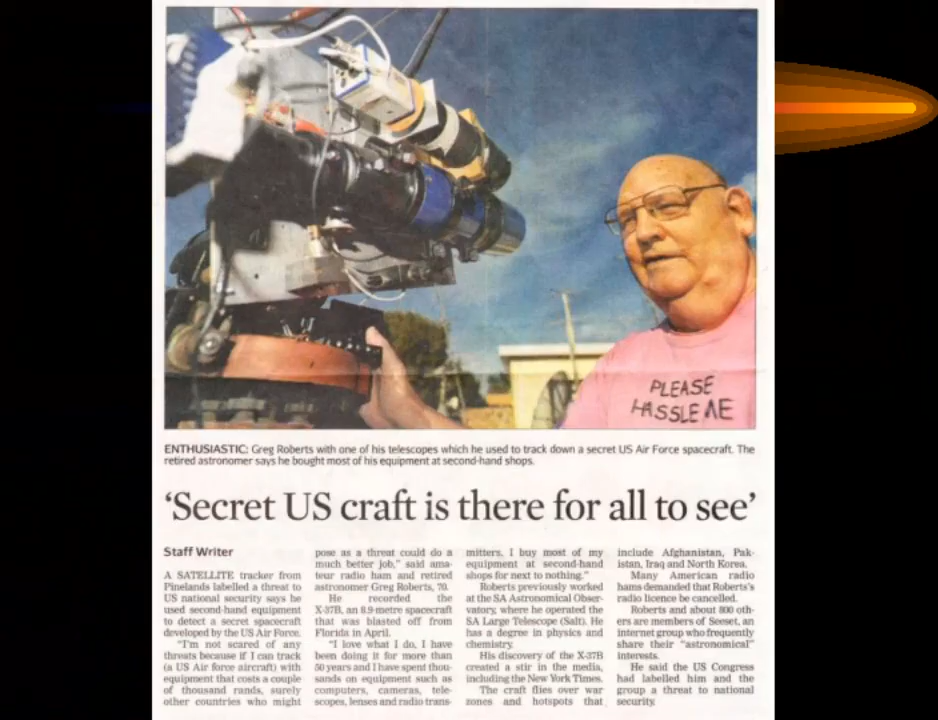 PLEASE
HASSLE ME
ENTHUSIASTIC: Greg Roberts with one of his telescopes which he used to track down a secret US Air Force spacecraft. The
retired astronomer says he bought most of his equipment at second-hand shops.
‘Secret US craft is there for all to see’
Staff Writer
A SATELLITE tracker from
Pinelands labelled a threat to
US national security says he
used second-hand equipment
to detect a secret spacecraft
developed by the US Air Force.
"I'm not scared of any
threats because if I can track
(a US Air force aircraft) with
equipment that costs a couple
of thousand rands, surely
other countries who might
pose as a threat could do a
much better job," said ama-
teur radio ham and retired
astronomer Greg Roberts, 70.
He recorded the
X-37B, an 8.9-metre spacecraft
that was blasted off from
Florida in April.
"I love what I do, I have
been doing it for more than
50 years and I have spent thou-
sands on equipment such as
computers, cameras, tele-
scopes, lenses and radio trans-
mitters. I buy most of my
equipment at second-hand
shops for next to nothing."
Roberts previously worked
at the SA Astronomical Obser-
vatory, where he operated the
SA Large Telescope (Salt). He
has a degree in physics and
chemistry.
His discovery of the X-37B
created a stir in the media,
including the New York Times.
The craft flies over war
zones and hotspots that
include Afghanistan, Pak-
istan, Iraq and North Korea.
Many American radio
hams demanded that Roberts's
radio licence be cancelled.
Roberts and about 800 oth-
ers are members of Seeset, an
internet group who frequently
share their "astronomical"
interests.
He said the US Congress
had labelled him and the
group a threat to national
security.